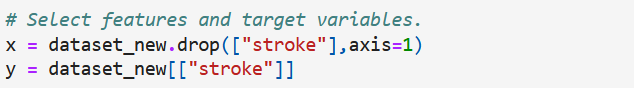 # Select features and target variables.
x = dataset_new.drop(["stroke"],axis=1)
y = dataset_new[["stroke"]]